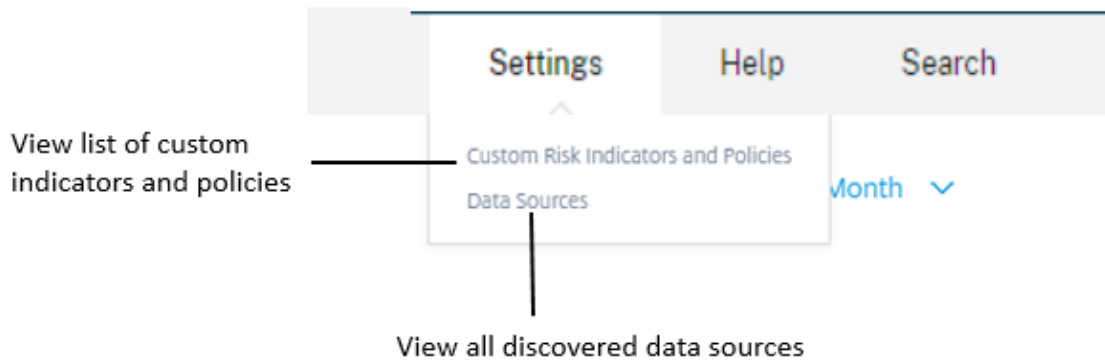 Settings Help Search
View list of custom
indicators and policies
Custom Risk Indicators and Policies
Data Sources
Month
View all discovered data sources